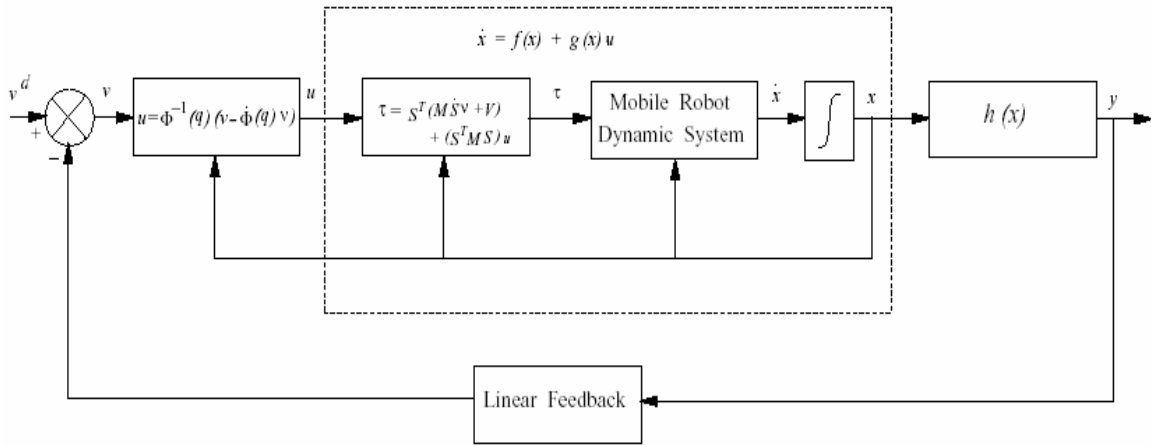 ẋ = f(x) + g(x) u
v^d
v
u=Φ^{-1}(q)(v-Φ̇(q)ν)
u
τ= S^T(MṠν+V)
+(S^T M S)u
τ
Mobile Robot
Dynamic System
ẋ
∫
x
h(x)
y
+
−
Linear Feedback